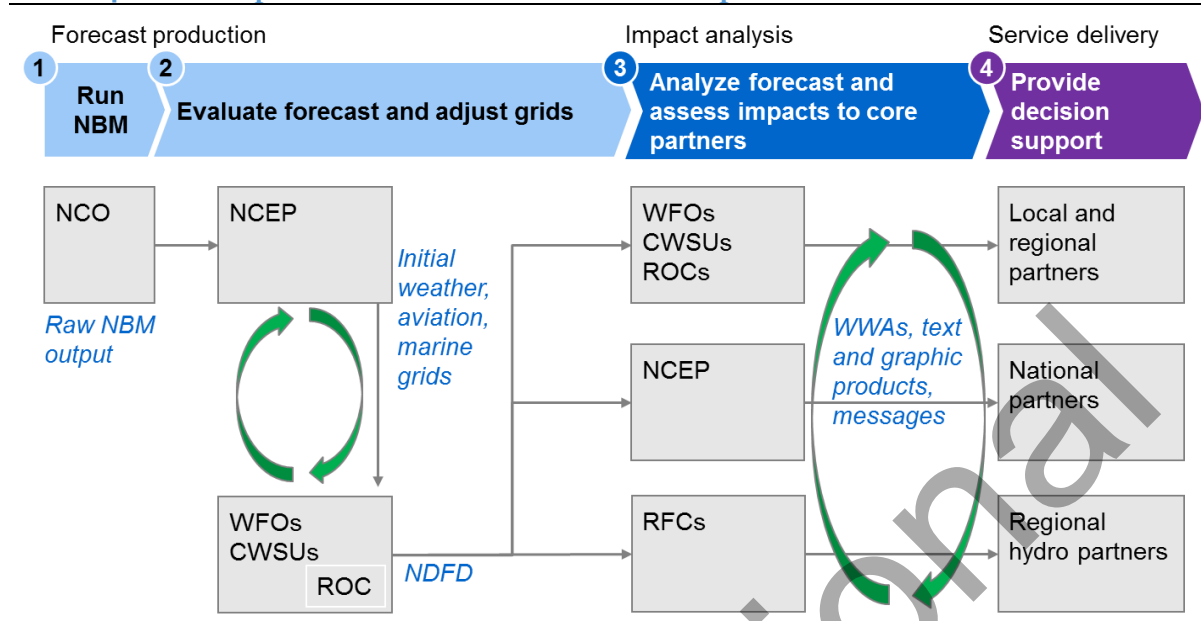 Forecast production
Impact analysis
Service delivery
1
Run
NBM
2
Evaluate forecast and adjust grids
3
Analyze forecast and
assess impacts to core
partners
4
Provide
decision
support
NCO
Raw NBM
output
NCEP
Initial
weather,
aviation,
marine
grids
WFOs
CWSUs
ROC
NDFD
WFOs
CWSUs
ROCs
NCEP
RFCs
WWAs, text
and graphic
products,
messages
Local and
regional
partners
National
partners
Regional
hydro partners